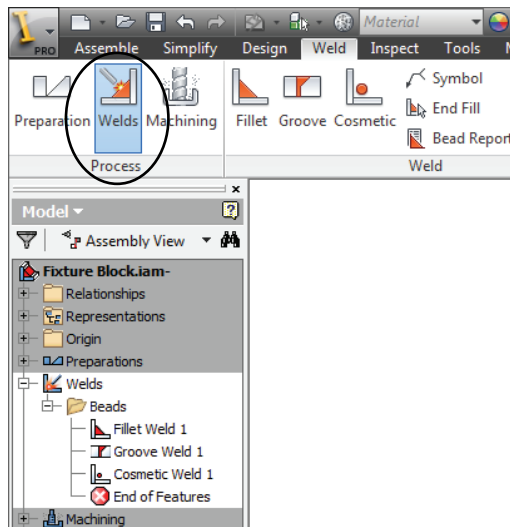 PRO
Material
Assemble Simplify Design Weld Inspect Tools
Preparation Welds Machining Fillet Groove Cosmetic
Symbol
End Fill
Bead Report
Process Weld
Model
Assembly View
Fixture Block.iam-
Relationships
Representations
Origin
Preparations
Welds
Beads
Fillet Weld 1
Groove Weld 1
Cosmetic Weld 1
End of Features
Machining